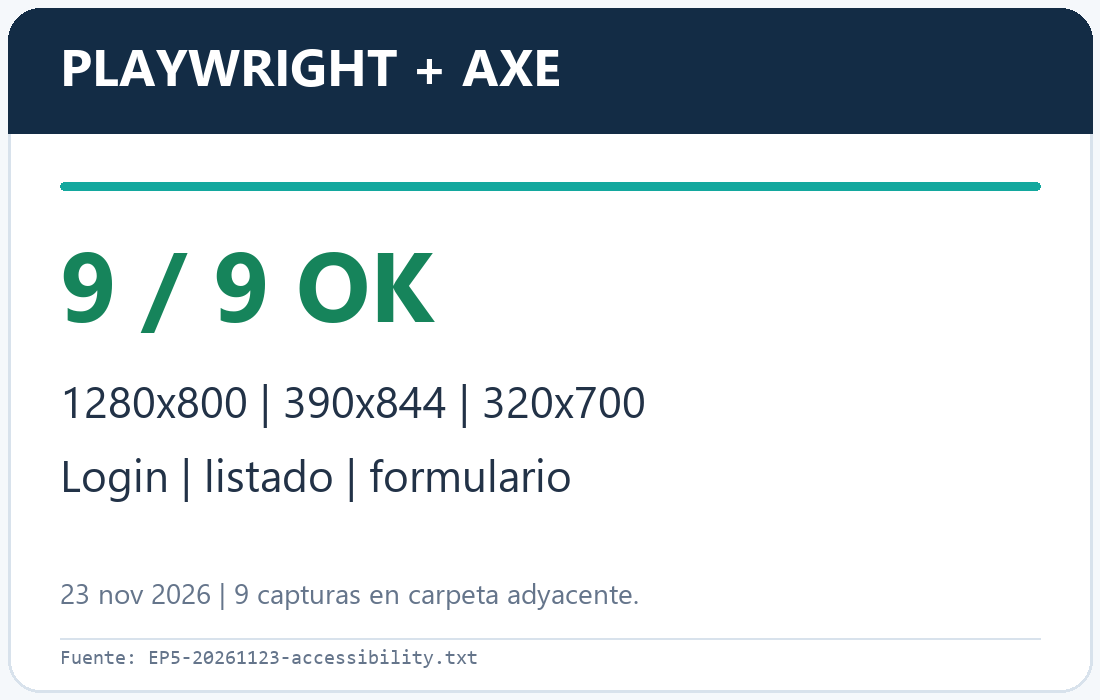 PLAYWRIGHT + AXE
9 / 9 OK
1280x800 | 390x844 | 320x700
Login | listado | formulario
23 nov 2026 | 9 capturas en carpeta adyacente.
Fuente: EP5-20261123-accessibility.txt